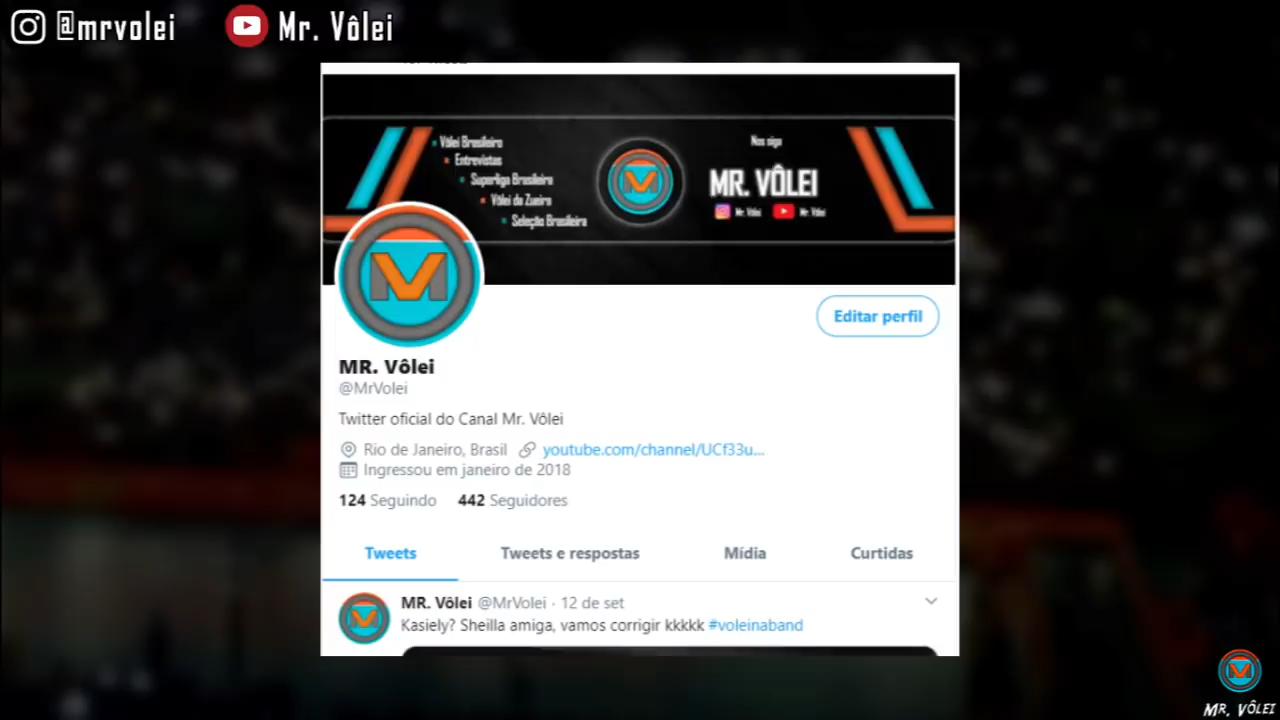 @mrvolei
Mr. Vôlei
Vôlei Brasileiro
Entrevistas
Superliga Brasileira
Vôlei da Zueira
Seleção Brasileira
Nos siga
MR. VÔLEI
Mr. Vôlei
Mr. Vôlei
Editar perfil
MR. Vôlei
@MrVolei
Twitter oficial do Canal Mr. Vôlei
Rio de Janeiro, Brasil youtube.com/channel/UCf33u...
Ingressou em janeiro de 2018
124 Seguindo 442 Seguidores
Tweets Tweets e respostas Mídia Curtidas
MR. Vôlei @MrVolei · 12 de set
Kasiely? Sheilla amiga, vamos corrigir kkkkk #voleinaband
MR. VÔLEI